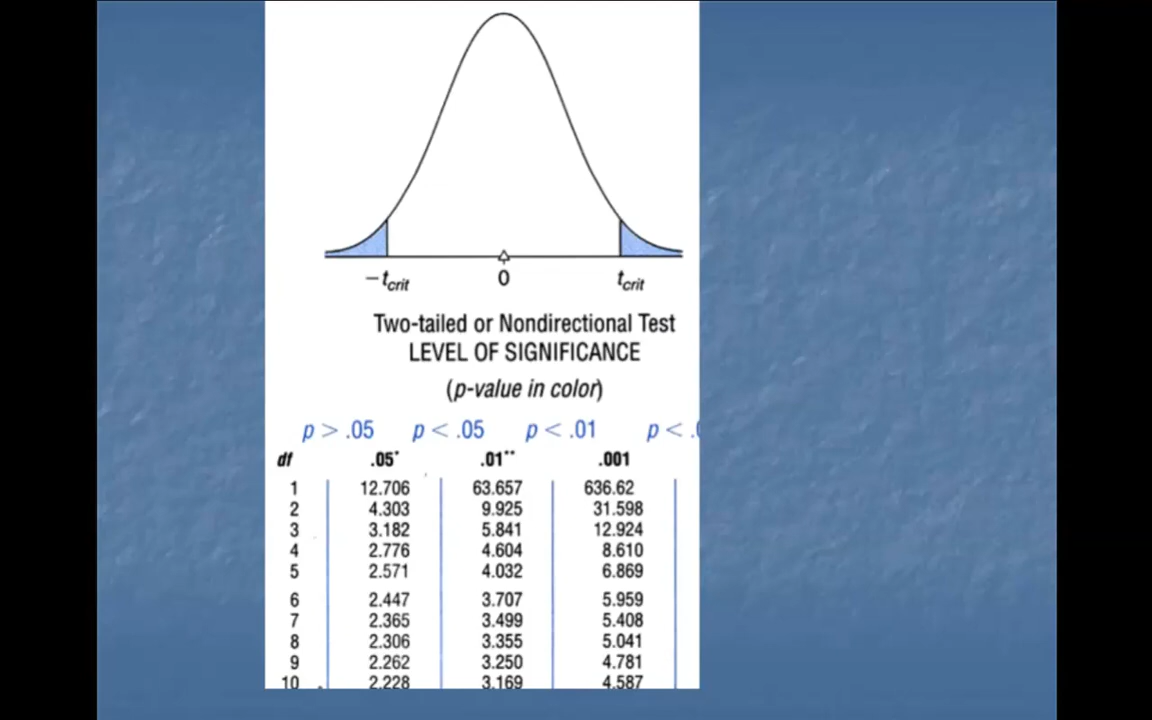 −tcrit 0 tcrit
Two-tailed or Nondirectional Test
LEVEL OF SIGNIFICANCE
(p-value in color)
p > .05 p < .05 p < .01 p <
df .05* .01** .001
1 12.706 63.657 636.62
2 4.303 9.925 31.598
3 3.182 5.841 12.924
4 2.776 4.604 8.610
5 2.571 4.032 6.869
6 2.447 3.707 5.959
7 2.365 3.499 5.408
8 2.306 3.355 5.041
9 2.262 3.250 4.781
10 2.228 3.169 4.587